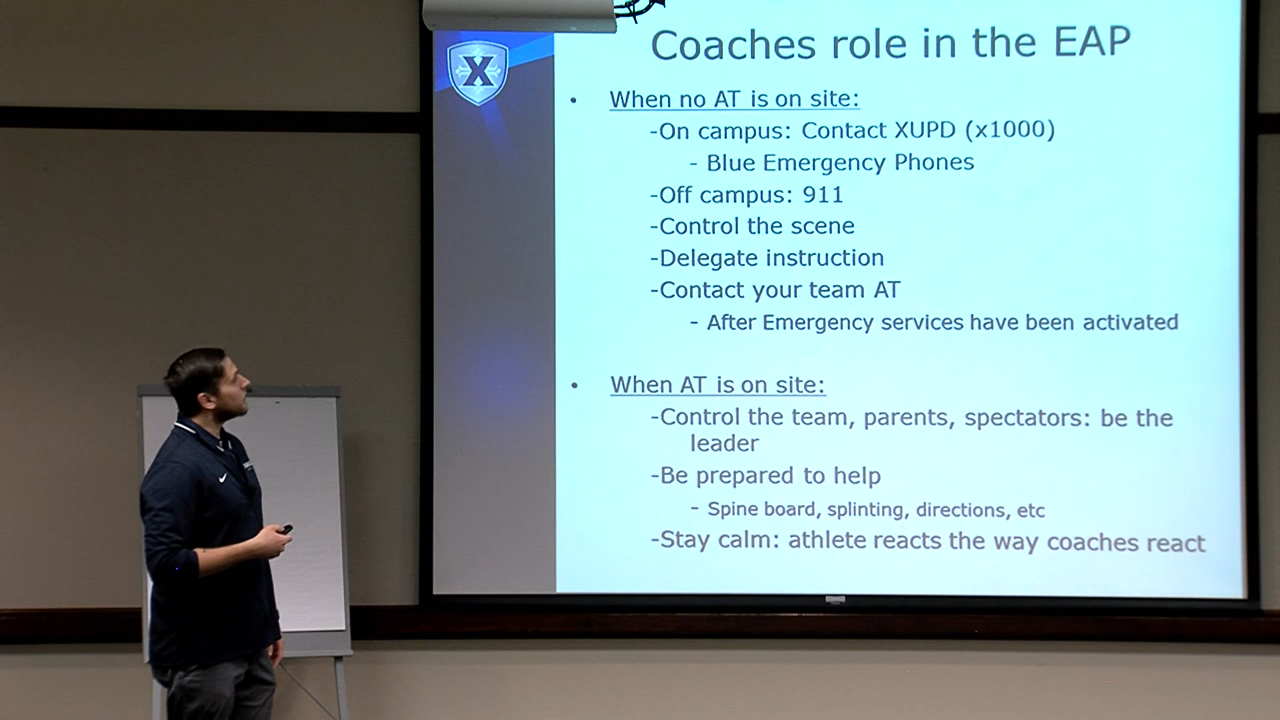 X
Coaches role in the EAP
• When no AT is on site:
-On campus: Contact XUPD (x1000)
- Blue Emergency Phones
-Off campus: 911
-Control the scene
-Delegate instruction
-Contact your team AT
- After Emergency services have been activated
• When AT is on site:
-Control the team, parents, spectators: be the
leader
-Be prepared to help
- Spine board, splinting, directions, etc
-Stay calm: athlete reacts the way coaches react